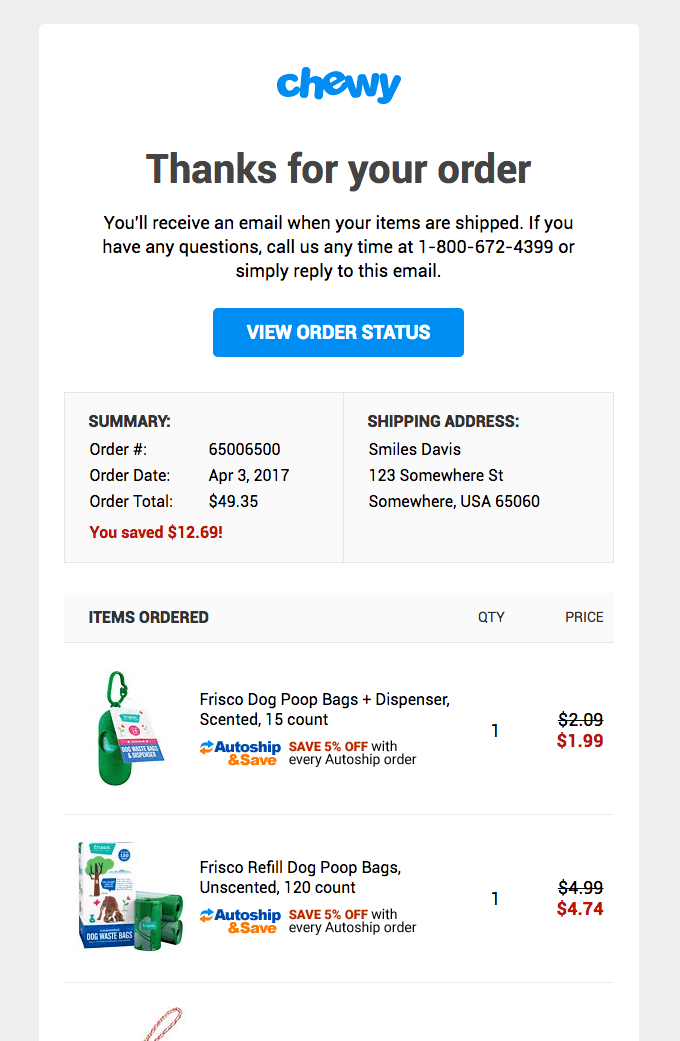 chewy
Thanks for your order
You'll receive an email when your items are shipped. If you
have any questions, call us any time at 1-800-672-4399 or
simply reply to this email.
VIEW ORDER STATUS
SUMMARY:
Order #: 65006500
Order Date: Apr 3, 2017
Order Total: $49.35
You saved $12.69!
SHIPPING ADDRESS:
Smiles Davis
123 Somewhere St
Somewhere, USA 65060
ITEMS ORDERED QTY PRICE
Frisco Dog Poop Bags + Dispenser,
Scented, 15 count
Autoship
&Save
SAVE 5% OFF with
every Autoship order
1
$2.09
$1.99
frisco
DOG WASTE BAGS
& DISPENSER
Frisco Refill Dog Poop Bags,
Unscented, 120 count
Autoship
&Save
SAVE 5% OFF with
every Autoship order
1
$4.99
$4.74
frisco
DOG WASTE BAGS